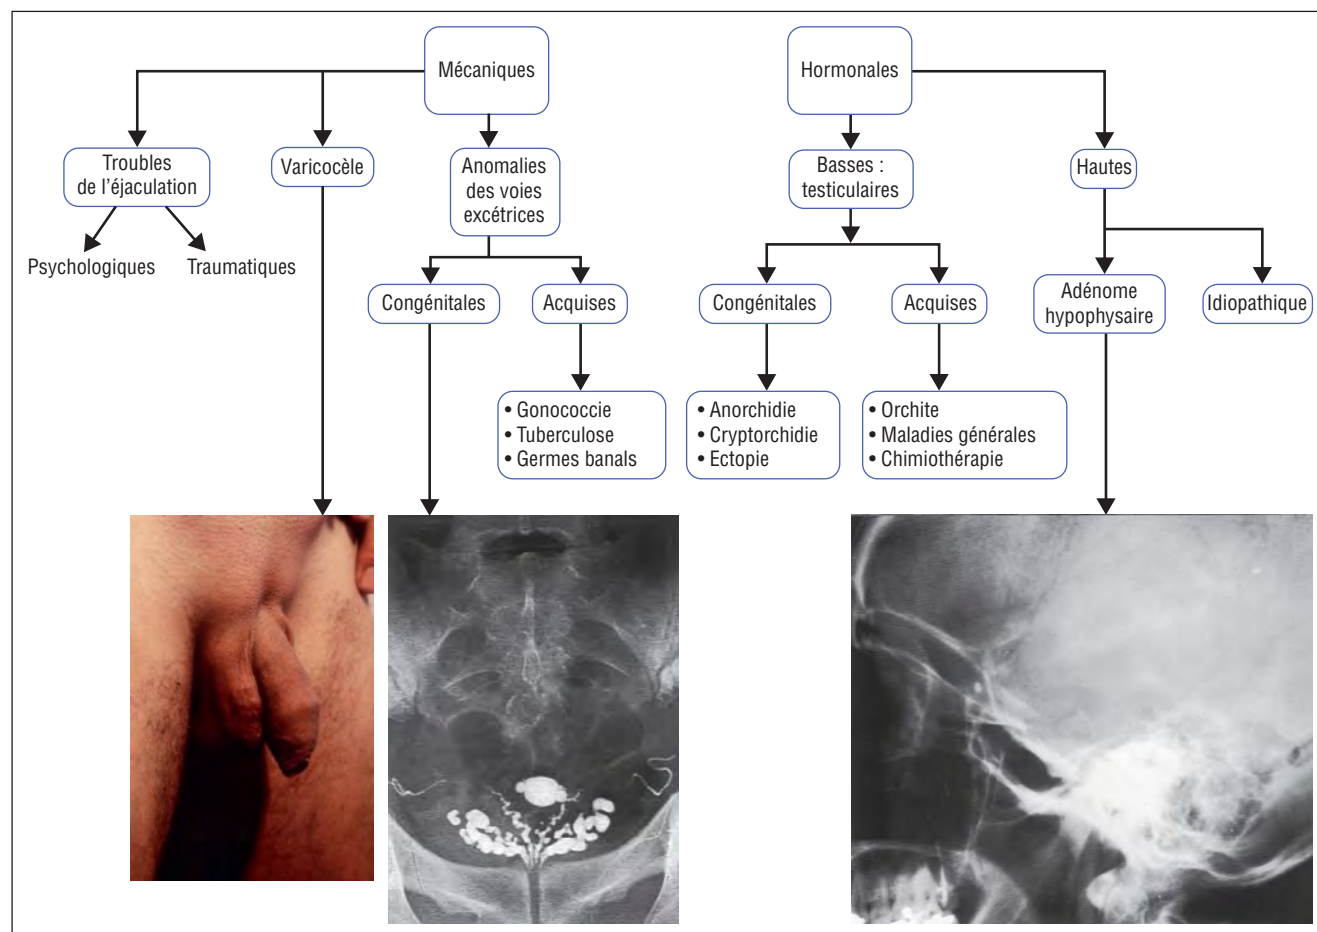 Mécaniques
Hormonales
Troubles
de l'éjaculation
Varicocèle
Anomalies
des voies
excétrices
Basses :
testiculaires
Hautes
Psychologiques
Traumatiques
Congénitales
Acquises
Congénitales
Acquises
Adénome
hypophysaire
Idiopathique
• Gonococcie
• Tuberculose
• Germes banals
• Anorchidie
• Cryptorchidie
• Ectopie
• Orchite
• Maladies générales
• Chimiothérapie